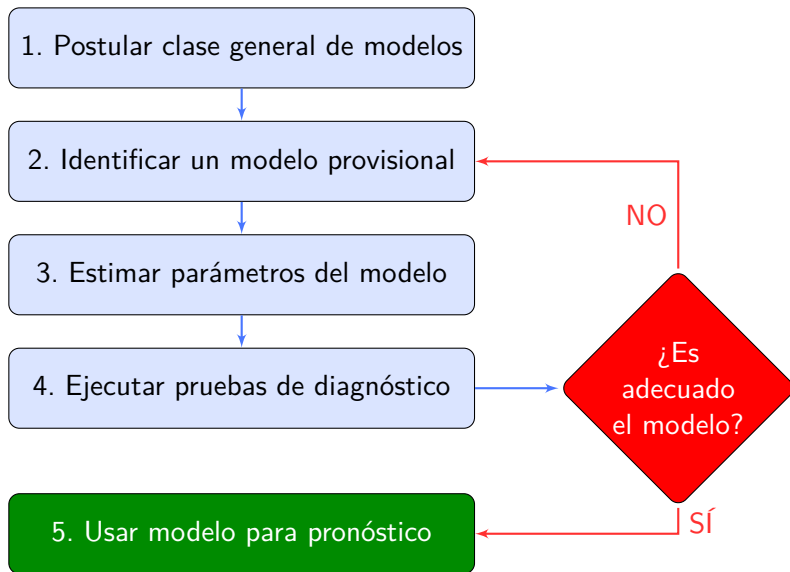 1. Postular clase general de modelos
2. Identificar un modelo provisional
NO
3. Estimar parámetros del modelo
4. Ejecutar pruebas de diagnóstico
¿Es
adecuado
el modelo?
SÍ
5. Usar modelo para pronóstico